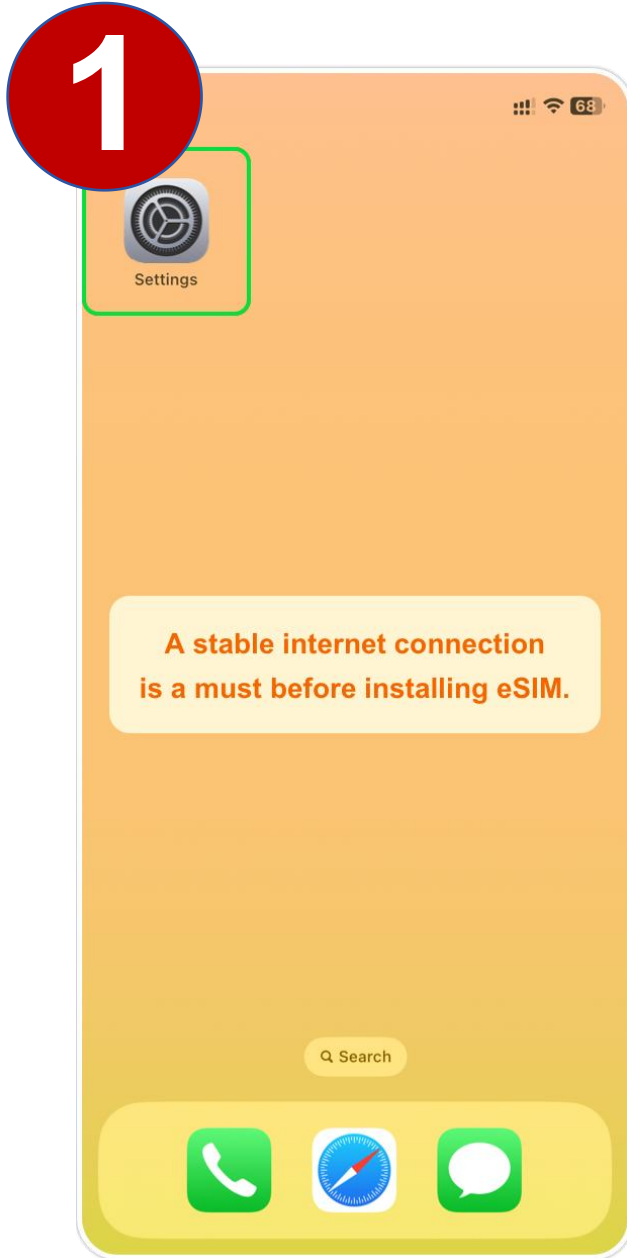 1
68
Settings
A stable internet connection
is a must before installing eSIM.
Search